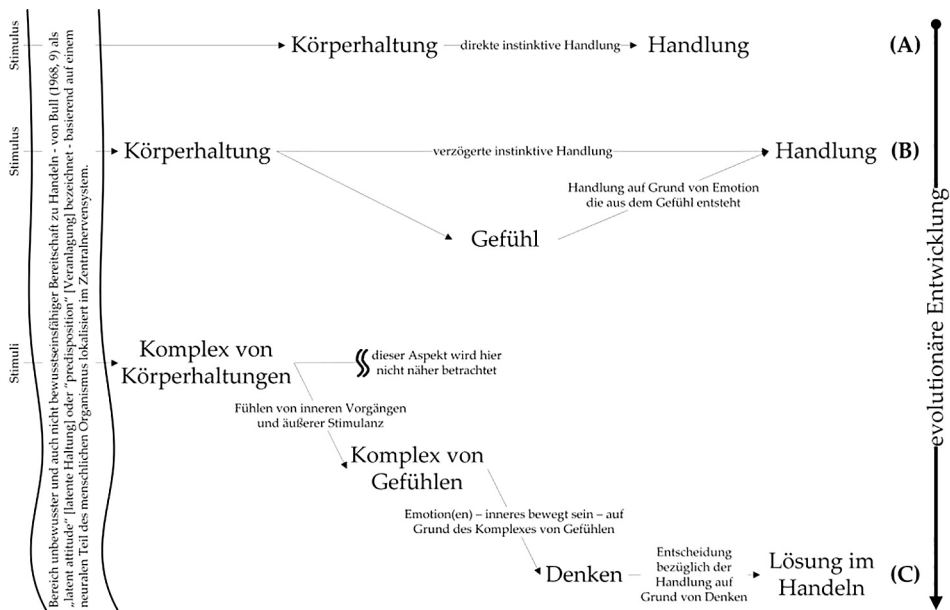 Stimulus
Körperhaltung
direkte instinktive Handlung
Handlung
(A)
Stimulus
Körperhaltung
verzögerte instinktive Handlung
Handlung
(B)
Handlung auf Grund von Emotion
die aus dem Gefühl entsteht
Gefühl
Stimuli
Komplex von
Körperhaltungen
dieser Aspekt wird hier
nicht näher betrachtet
Fühlen von inneren Vorgängen
und äußerer Stimulanz
Komplex von
Gefühlen
Emotion(en) – inneres bewegt sein – auf
Grund des Komplexes von Gefühlen
Denken
Entscheidung
bezüglich der
Handlung auf
Grund von Denken
Lösung im
Handeln
(C)
Bereich unbewusster und auch nicht bewusstseinsfähiger Bereitschaft zu Handeln - von Bull (1968, 9) als
„latent attitude“ [latente Haltung] oder “predisposition“ [Veranlagung] bezeichnet - basierend auf einem
neuralen Teil des menschlichen Organismus lokalisiert im Zentralnervensystem.
evolutionäre Entwicklung